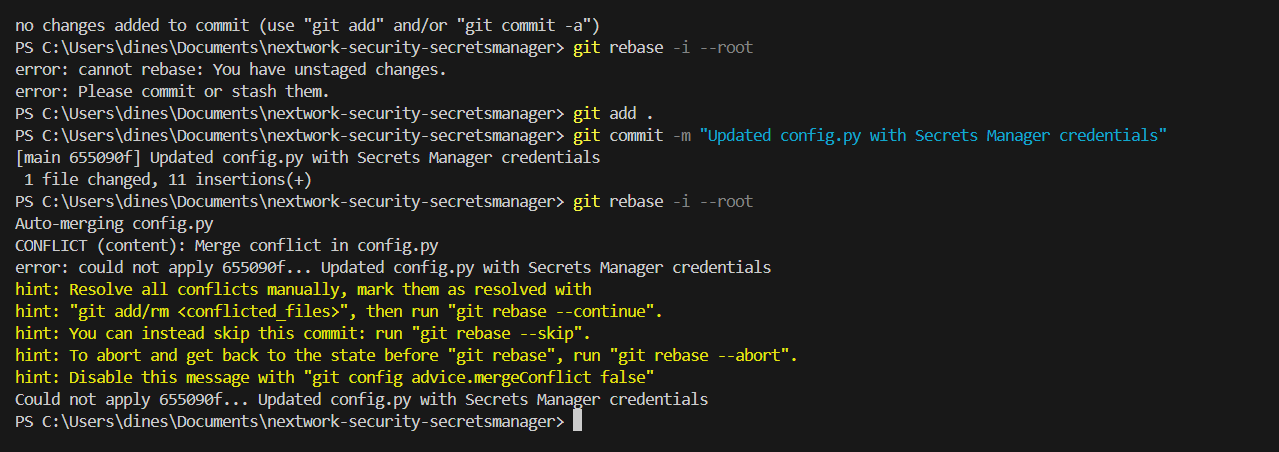 no changes added to commit (use "git add" and/or "git commit -a")
PS C:\Users\dines\Documents\nextwork-security-secretsmanager> git rebase -i --root
error: cannot rebase: You have unstaged changes.
error: Please commit or stash them.
PS C:\Users\dines\Documents\nextwork-security-secretsmanager> git add .
PS C:\Users\dines\Documents\nextwork-security-secretsmanager> git commit -m "Updated config.py with Secrets Manager credentials"
[main 655090f] Updated config.py with Secrets Manager credentials
 1 file changed, 11 insertions(+)
PS C:\Users\dines\Documents\nextwork-security-secretsmanager> git rebase -i --root
Auto-merging config.py
CONFLICT (content): Merge conflict in config.py
error: could not apply 655090f... Updated config.py with Secrets Manager credentials
hint: Resolve all conflicts manually, mark them as resolved with
hint: "git add/rm <conflicted_files>", then run "git rebase --continue".
hint: You can instead skip this commit: run "git rebase --skip".
hint: To abort and get back to the state before "git rebase", run "git rebase --abort".
hint: Disable this message with "git config advice.mergeConflict false"
Could not apply 655090f... Updated config.py with Secrets Manager credentials
PS C:\Users\dines\Documents\nextwork-security-secretsmanager>